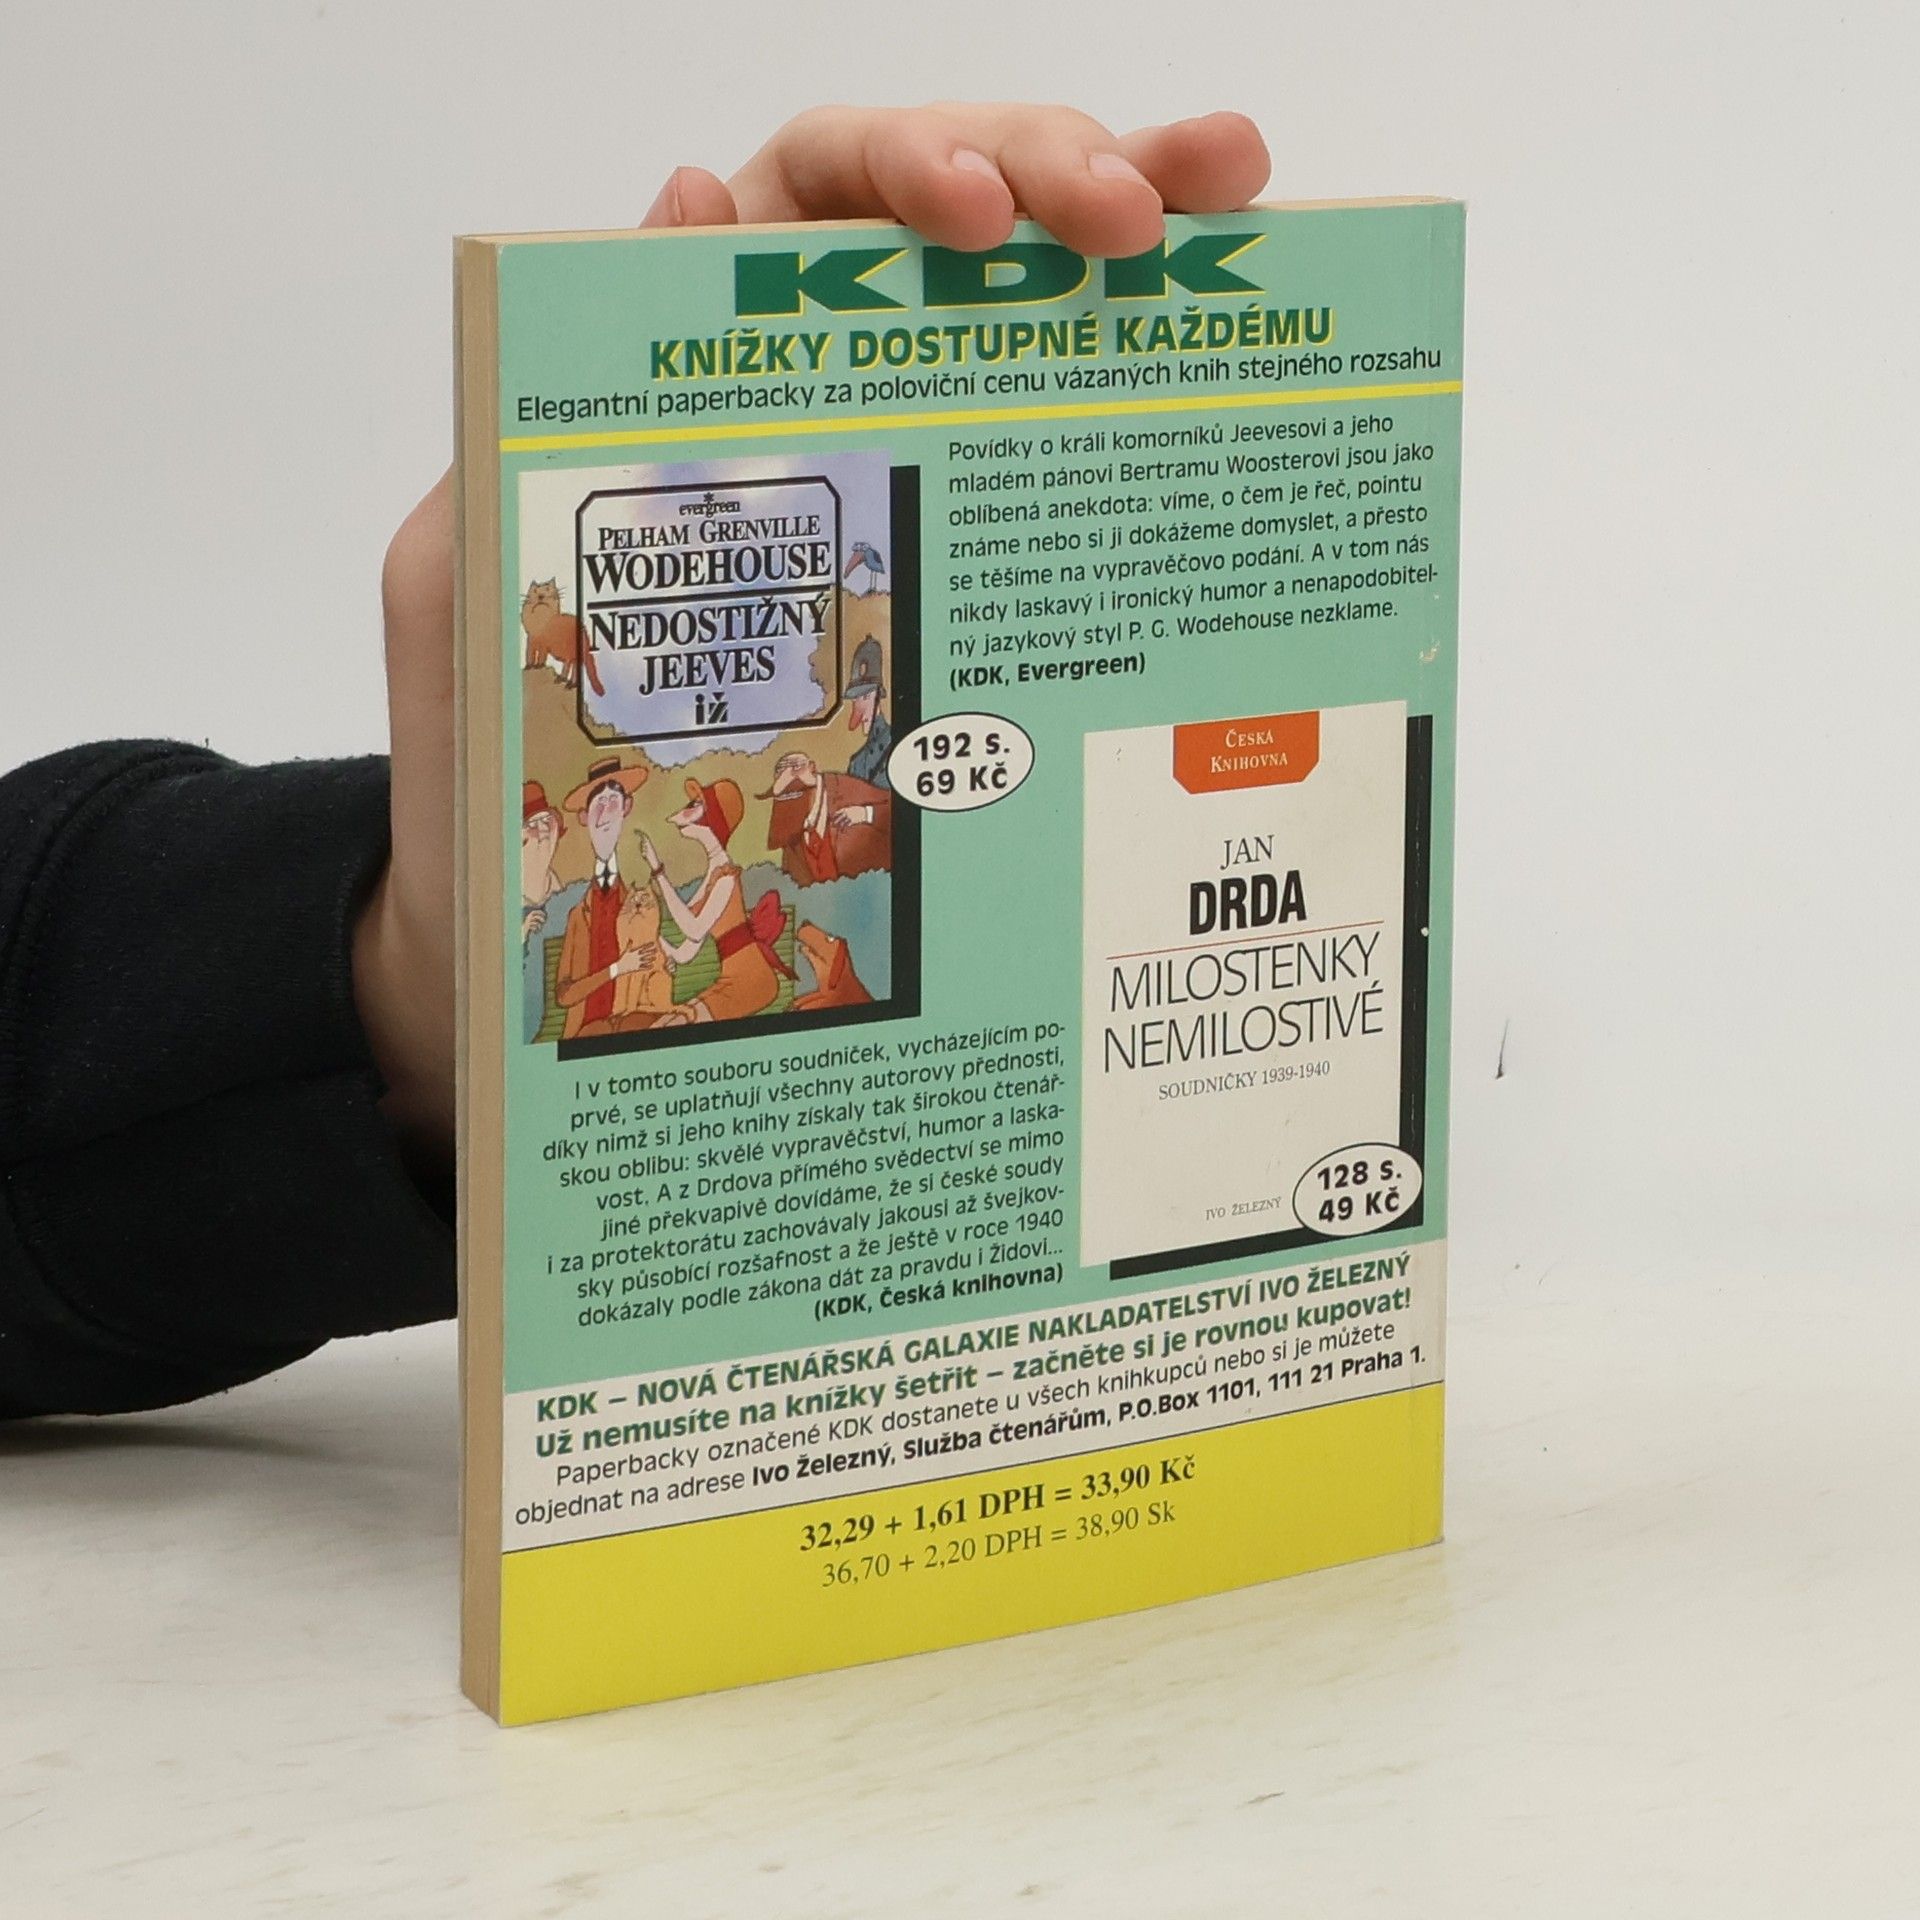 KDK
KNÍŽKY DOSTUPNÉ KAŽDÉMU
Elegantní paperbacky za poloviční cenu vázaných knih stejného rozsahu
evergreen
PELHAM GRENVILLE
WODEHOUSE
NEDOSTIŽNÝ
JEEVES
iž
192 s.
69 Kč
Povídky o králi komorníků Jeevesovi a jeho
mladém pánovi Bertramu Woosterovi jsou jako
oblíbená anekdota: víme, o čem je řeč, pointu
známe nebo si ji dokážeme domyslet, a přesto
se těšíme na vypravěčovo podání. A v tom nás
nikdy laskavý i ironický humor a nenapodobitel-
ný jazykový styl P. G. Wodehouse nezklame.
(KDK, Evergreen)
ČESKÁ
KNIHOVNA
JAN
DRDA
MILOSTENKY
NEMILOSTIVÉ
SOUDNIČKY 1939-1940
IVO ŽELEZNÝ
128 s.
49 Kč
I v tomto souboru soudniček, vycházejícím po-
prvé, se uplatňují všechny autorovy přednosti,
díky nimž si jeho knihy získaly tak širokou čtenář-
skou oblibu: skvělé vypravěčství, humor a laska-
vost. A z Drdova přímého svědectví se mimo
jiné překvapivě dovídáme, že si české soudy
i za protektorátu zachovávaly jakousi až švejkov-
sky působící rozšafnost a že ještě v roce 1940
dokázaly podle zákona dát za pravdu i Židovi...
(KDK, Česká knihovna)
KDK – NOVÁ ČTENÁŘSKÁ GALAXIE NAKLADATELSTVÍ IVO ŽELEZNÝ
Už nemusíte na knížky šetřit – začněte si je rovnou kupovat!
Paperbacky označené KDK dostanete u všech knihkupců nebo si je můžete
objednat na adrese Ivo Železný, Služba čtenářům, P.O.Box 1101, 111 21 Praha 1.
32,29 + 1,61 DPH = 33,90 Kč
36,70 + 2,20 DPH = 38,90 Sk